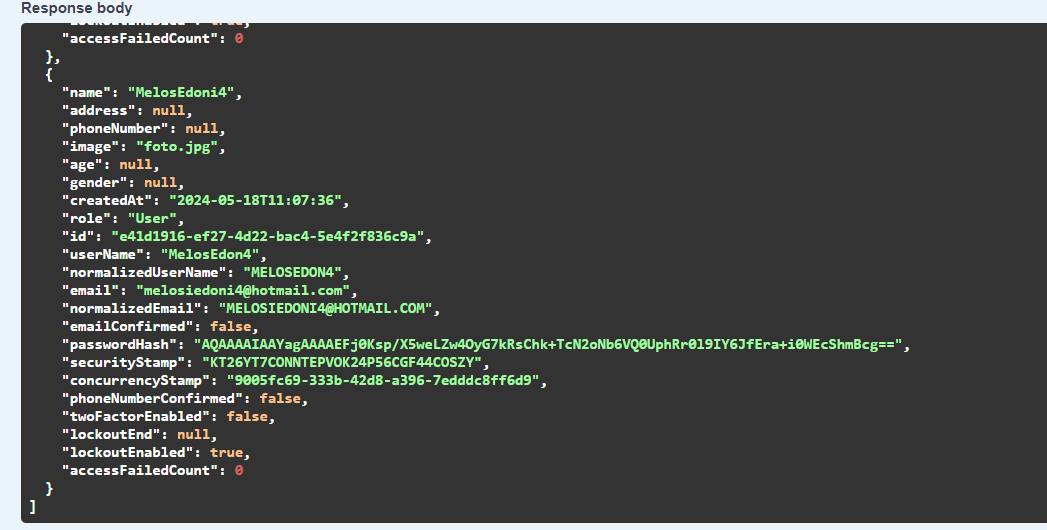 Response body
"accessFailedCount": 0
},
{
"name": "MelosEdoni4",
"address": null,
"phoneNumber": null,
"image": "foto.jpg",
"age": null,
"gender": null,
"createdAt": "2024-05-18T11:07:36",
"role": "User",
"id": "e41d1916-ef27-4d22-bac4-5e4f2f836c9a",
"userName": "MelosEdon4",
"normalizedUserName": "MELOSEDON4",
"email": "melosiedoni4@hotmail.com",
"normalizedEmail": "MELOSIEDONI4@HOTMAIL.COM",
"emailConfirmed": false,
"passwordHash": "AQAAAAIAAYagAAAAEFj0Ksp/X5weLZw4OyG7kRsChk+TcN2oNb6VQ0UphRr0l9IY6JfEra+i0WEcShmBcg==",
"securityStamp": "KT26YT7CONNTEPVOK24P56CGF44COSZY",
"concurrencyStamp": "9005fc69-333b-42d8-a396-7edddc8ff6d9",
"phoneNumberConfirmed": false,
"twoFactorEnabled": false,
"lockoutEnd": null,
"lockoutEnabled": true,
"accessFailedCount": 0
}
]